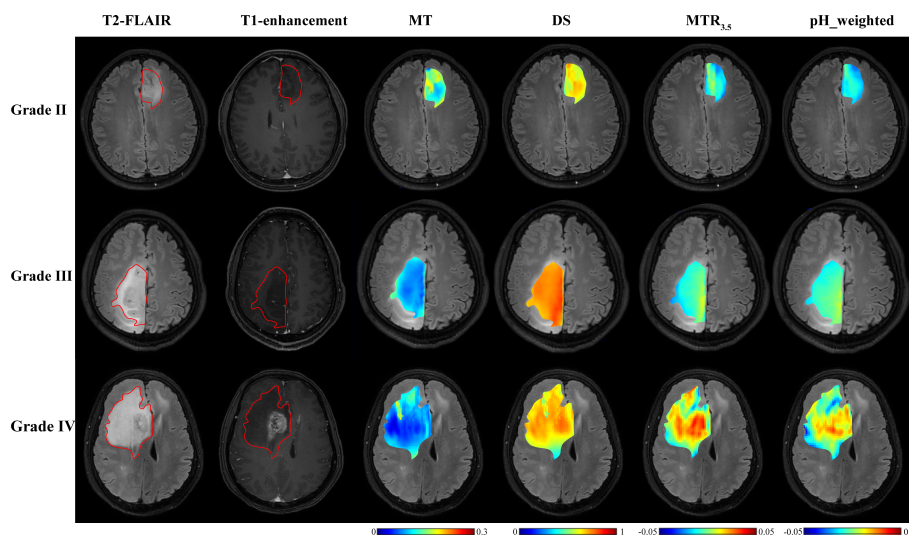 T2-FLAIR T1-enhancement MT DS MTR3.5 pH_weighted
Grade II
Grade III
Grade IV
0 0.3 0 1 -0.05 0.05 -0.05 0